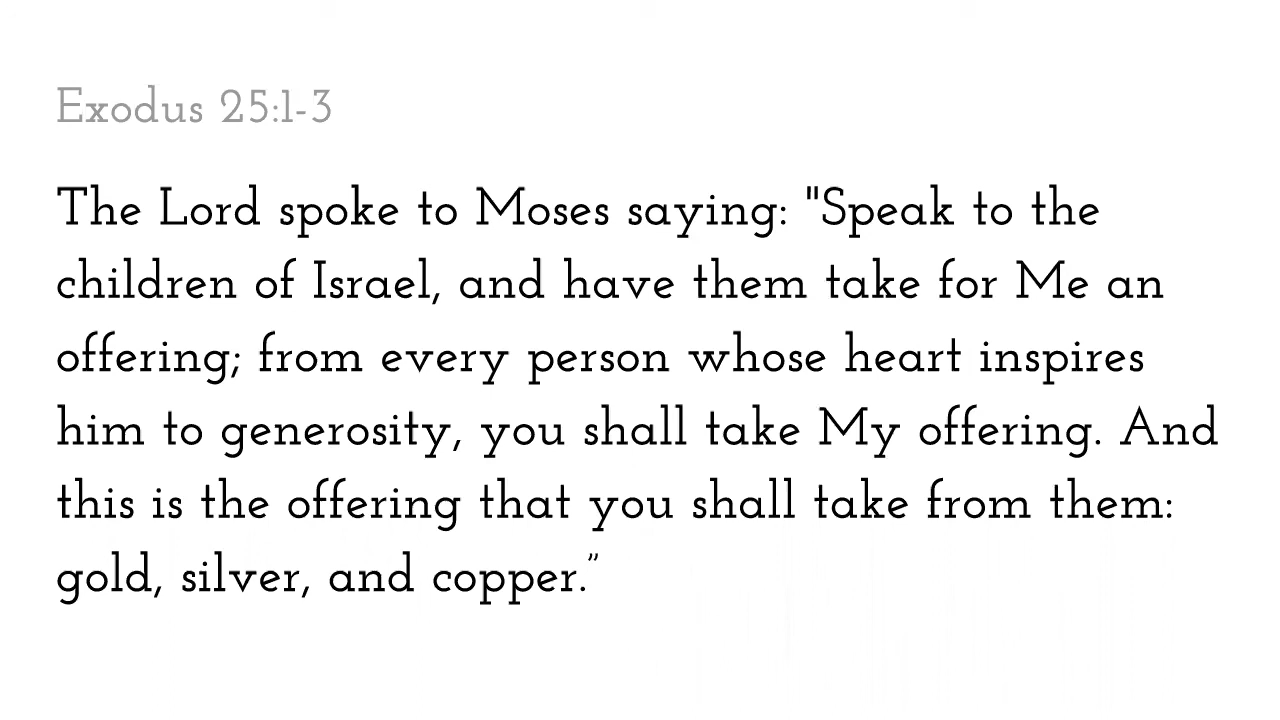 Exodus 25:1-3
The Lord spoke to Moses saying: "Speak to the
children of Israel, and have them take for Me an
offering; from every person whose heart inspires
him to generosity, you shall take My offering. And
this is the offering that you shall take from them:
gold, silver, and copper.”